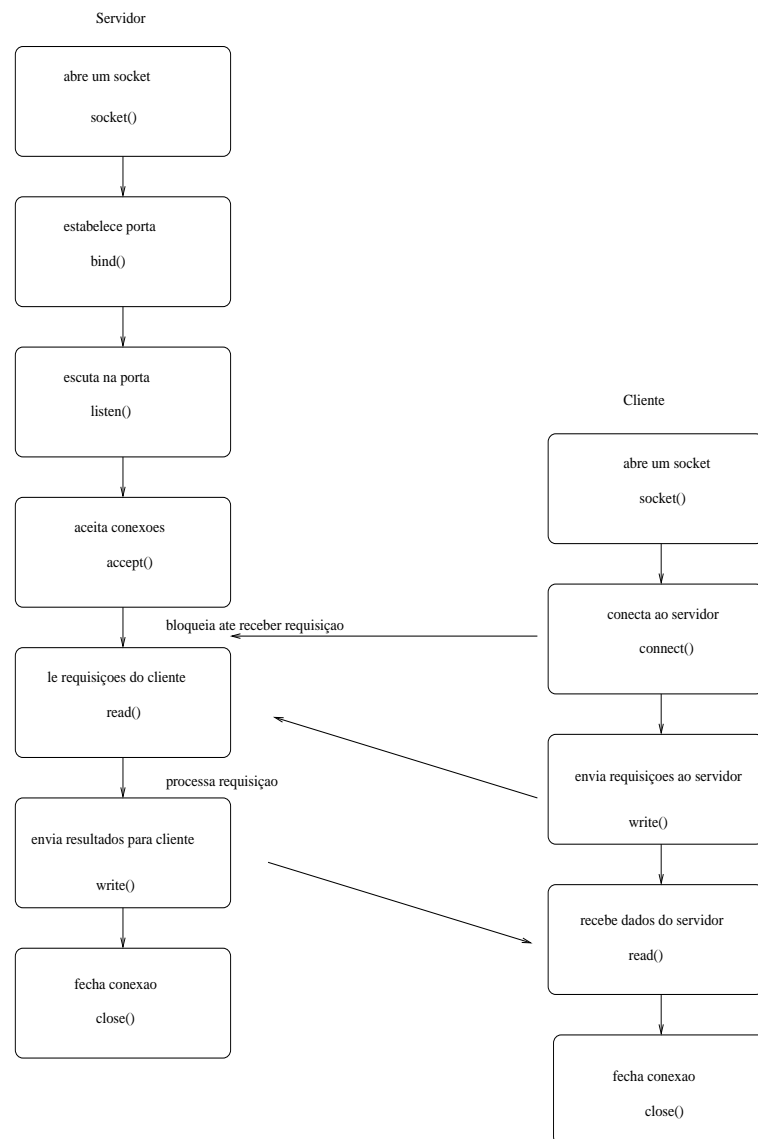 Servidor
abre um socket
socket()
estabelece porta
bind()
escuta na porta
listen()
aceita conexoes
accept()
bloqueia ate receber requisiçao
le requisiçoes do cliente
read()
processa requisiçao
envia resultados para cliente
write()
fecha conexao
close()
Cliente
abre um socket
socket()
conecta ao servidor
connect()
envia requisiçoes ao servidor
write()
recebe dados do servidor
read()
fecha conexao
close()